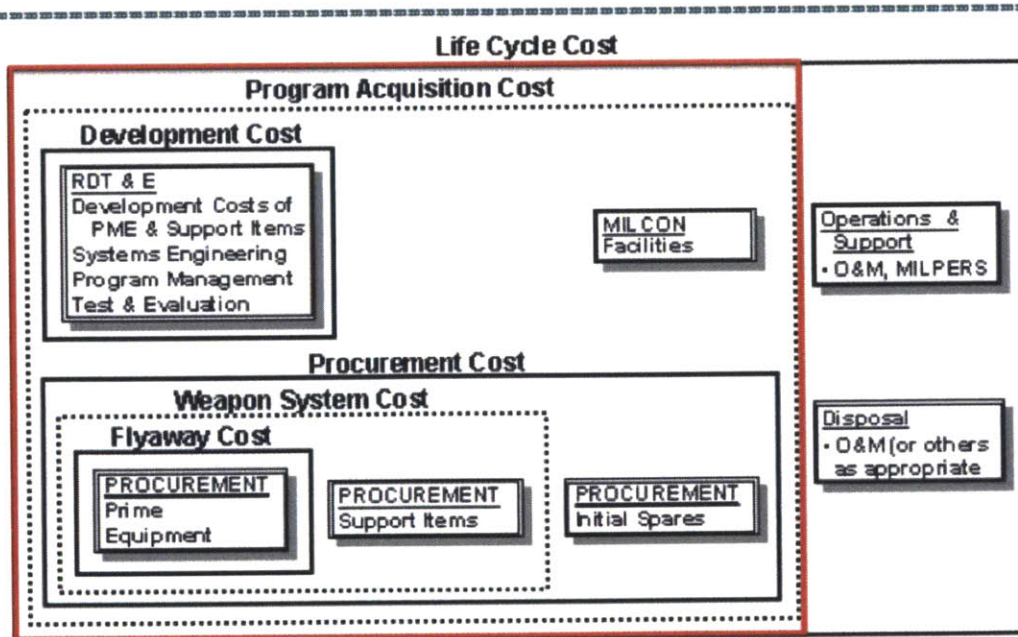 Life Cycle Cost
Program Acquisition Cost
Development Cost
RDT & E
Development Costs of
PME & Support Items
Systems Engineering
Program Management
Test & Evaluation
MILCON
Facilities
Operations &
Support
• O&M, MILPERS
Procurement Cost
Weapon System Cost
Flyaway Cost
PROCUREMENT
Prime
Equipment
PROCUREMENT
Support Items
PROCUREMENT
Initial Spares
Disposal
• O&M (or others
as appropriate